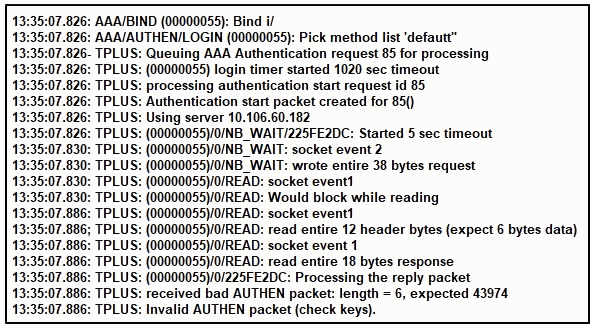 13:35:07.826: AAA/BIND (00000055): Bind i/
13:35:07.826: AAA/AUTHEN/LOGIN (00000055): Pick method list 'defautt"
13:35:07.826- TPLUS: Queuing AAA Authentication request 85 for processing
13:35:07.826: TPLUS: (00000055) login timer started 1020 sec timeout
13:35:07.826: TPLUS: processing authentication start request id 85
13:35:07.826: TPLUS: Authentication start packet created for 85()
13:35:07.826: TPLUS: Using server 10.106.60.182
13:35:07.826: TPLUS: (00000055)/0/NB_WAIT/225FE2DC: Started 5 sec timeout
13:35:07.830: TPLUS: (00000055)/0/NB_WAIT: socket event 2
13:35:07.830: TPLUS: (00000055)/0/NB_WAIT: wrote entire 38 bytes request
13:35:07.830: TPLUS: (00000055)/0/READ: socket event1
13:35:07.830: TPLUS: (00000055)/0/READ: Would block while reading
13:35:07.886: TPLUS: (00000055)/0/READ: socket event1
13:35:07.886: TPLUS: (00000055)/0/READ: read entire 12 header bytes (expect 6 bytes data)
13:35:07.886: TPLUS: (00000055)/0/READ: socket event 1
13:35:07.886: TPLUS: (00000055)/0/READ: read entire 18 bytes response
13:35:07.886; TPLUS: (00000055)/0/225FE2DC: Processing the reply packet
13:35:07.886: TPLUS: received bad AUTHEN packet: length = 6, expected 43974
13:35:07.886: TPLUS: Invalid AUTHEN packet (check keys).